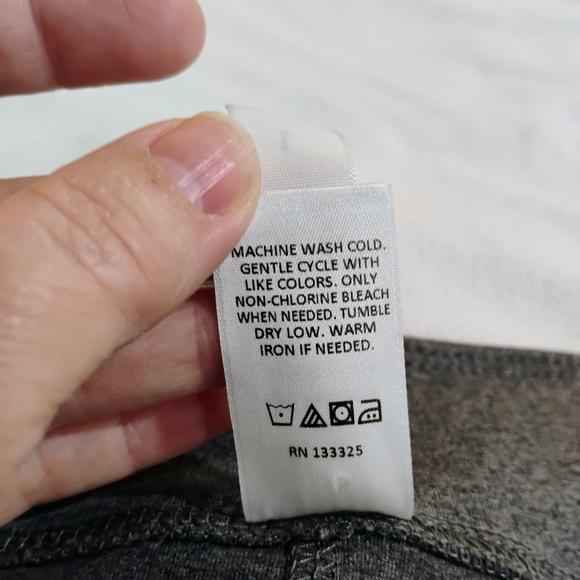 MACHINE WASH COLD.
GENTLE CYCLE WITH
LIKE COLORS. ONLY
NON-CHLORINE BLEACH
WHEN NEEDED. TUMBLE
DRY LOW. WARM
IRON IF NEEDED.
RN 133325